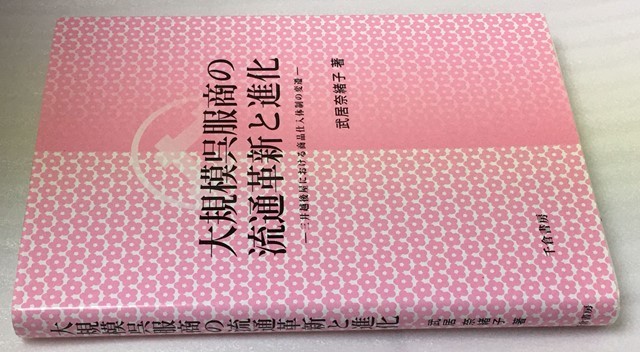 大規模呉服商の
流通革新と進化
―三井越後屋における商品仕入体制の変遷―
武居奈緒子 著
千倉書房
大規模呉服商の流通革新と進化
武居奈緒子 著
書房